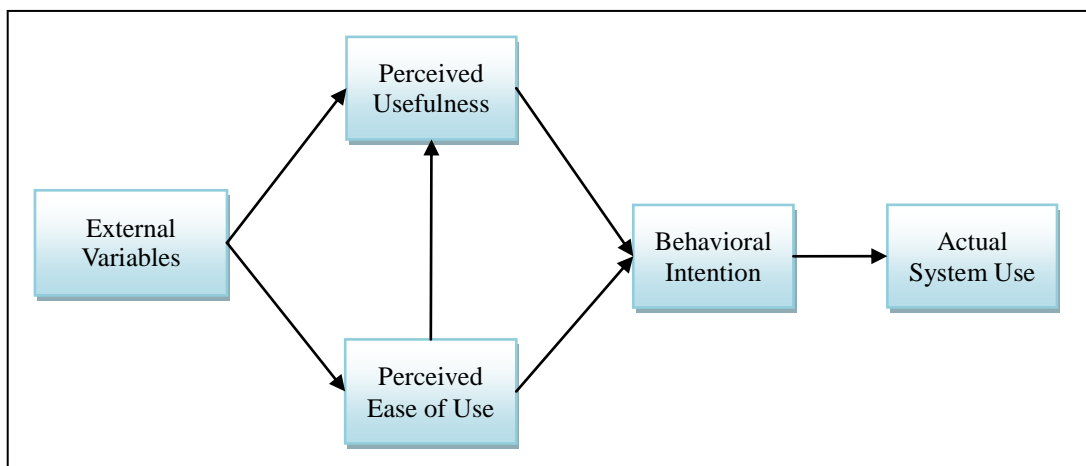 Perceived
Usefulness
External
Variables
Behavioral
Intention
Actual
System Use
Perceived
Ease of Use